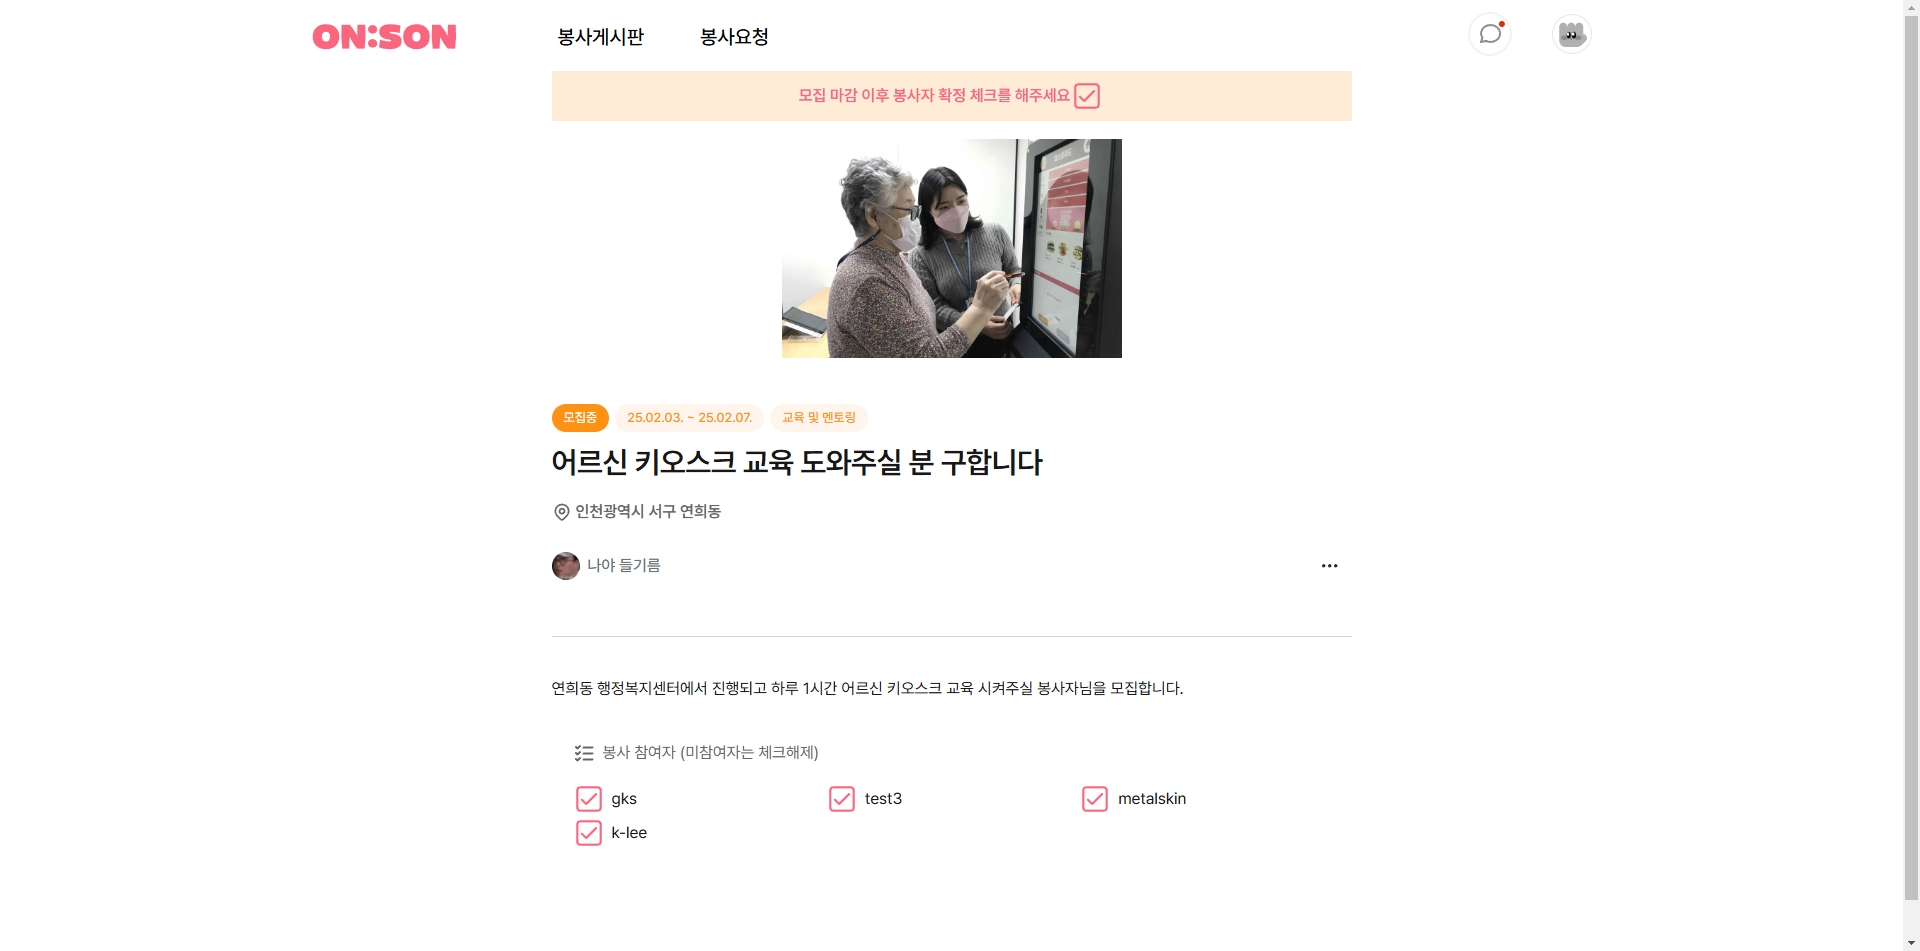 ON:SON
봉사게시판
봉사요청
모집 마감 이후 봉사자 확정 체크를 해주세요
모집중
25.02.03. ~ 25.02.07.
교육 및 멘토링
어르신 키오스크 교육 도와주실 분 구합니다
인천광역시 서구 연희동
나야 들기름
연희동 행정복지센터에서 진행되고 하루 1시간 어르신 키오스크 교육 시켜주실 봉사자님을 모집합니다.
봉사 참여자 (미참여자는 체크해제)
gks
test3
metalskin
k-lee